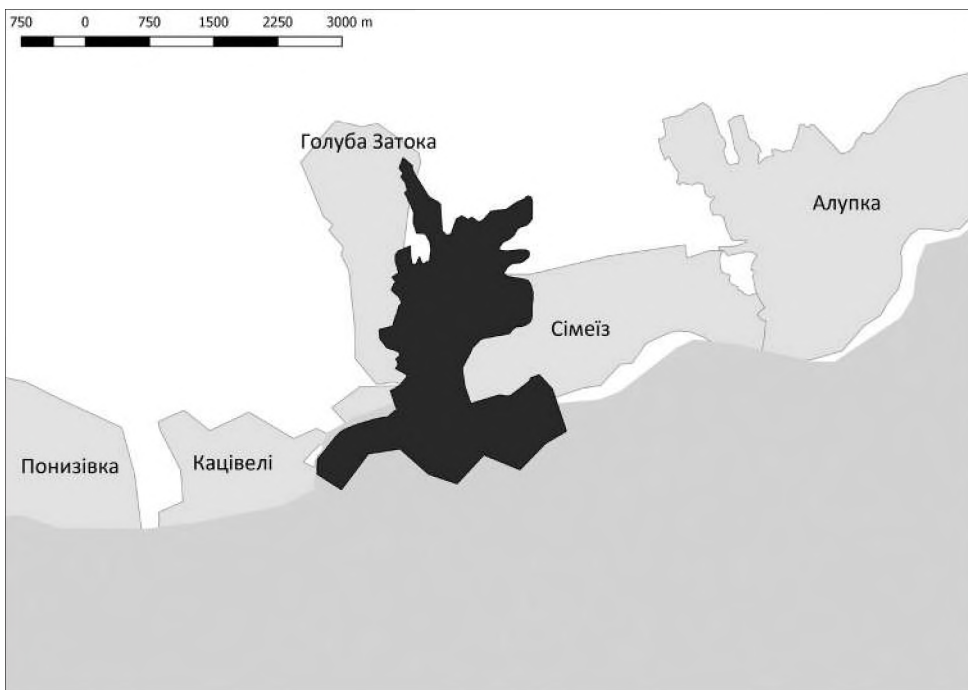 750 0 750 1500 2250 3000 m
Голуба Затока
Алупка
Сімеїз
Понизівка
Кацівелі